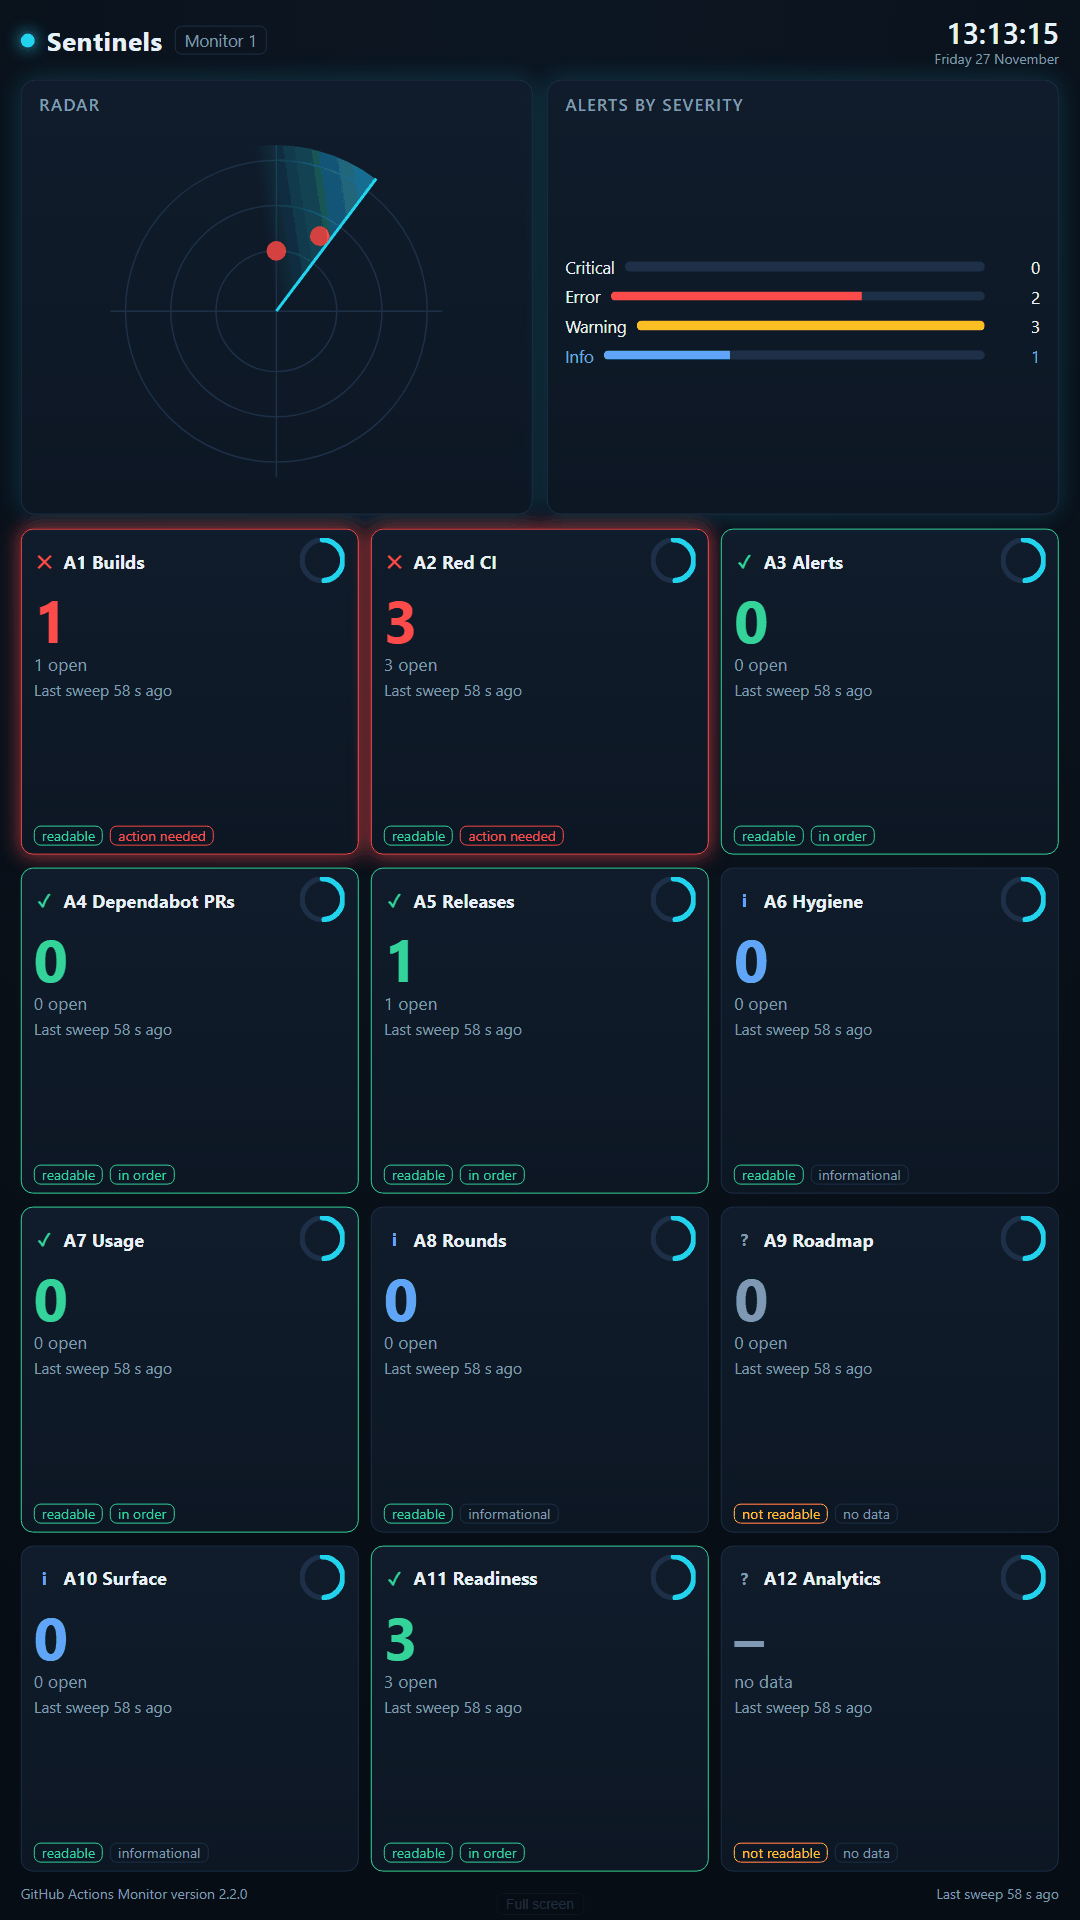 Sentinels Monitor 1
13:13:15
Friday 27 November
RADAR
ALERTS BY SEVERITY
Critical 0
Error 2
Warning 3
Info 1
✕ A1 Builds
1
1 open
Last sweep 58 s ago
readable action needed
✕ A2 Red CI
3
3 open
Last sweep 58 s ago
readable action needed
✓ A3 Alerts
0
0 open
Last sweep 58 s ago
readable in order
✓ A4 Dependabot PRs
0
0 open
Last sweep 58 s ago
readable in order
✓ A5 Releases
1
1 open
Last sweep 58 s ago
readable in order
i A6 Hygiene
0
0 open
Last sweep 58 s ago
readable informational
✓ A7 Usage
0
0 open
Last sweep 58 s ago
readable in order
i A8 Rounds
0
0 open
Last sweep 58 s ago
readable informational
? A9 Roadmap
0
0 open
Last sweep 58 s ago
not readable no data
i A10 Surface
0
0 open
Last sweep 58 s ago
readable informational
✓ A11 Readiness
3
3 open
Last sweep 58 s ago
readable in order
? A12 Analytics
—
no data
Last sweep 58 s ago
not readable no data
GitHub Actions Monitor version 2.2.0
Full screen
Last sweep 58 s ago